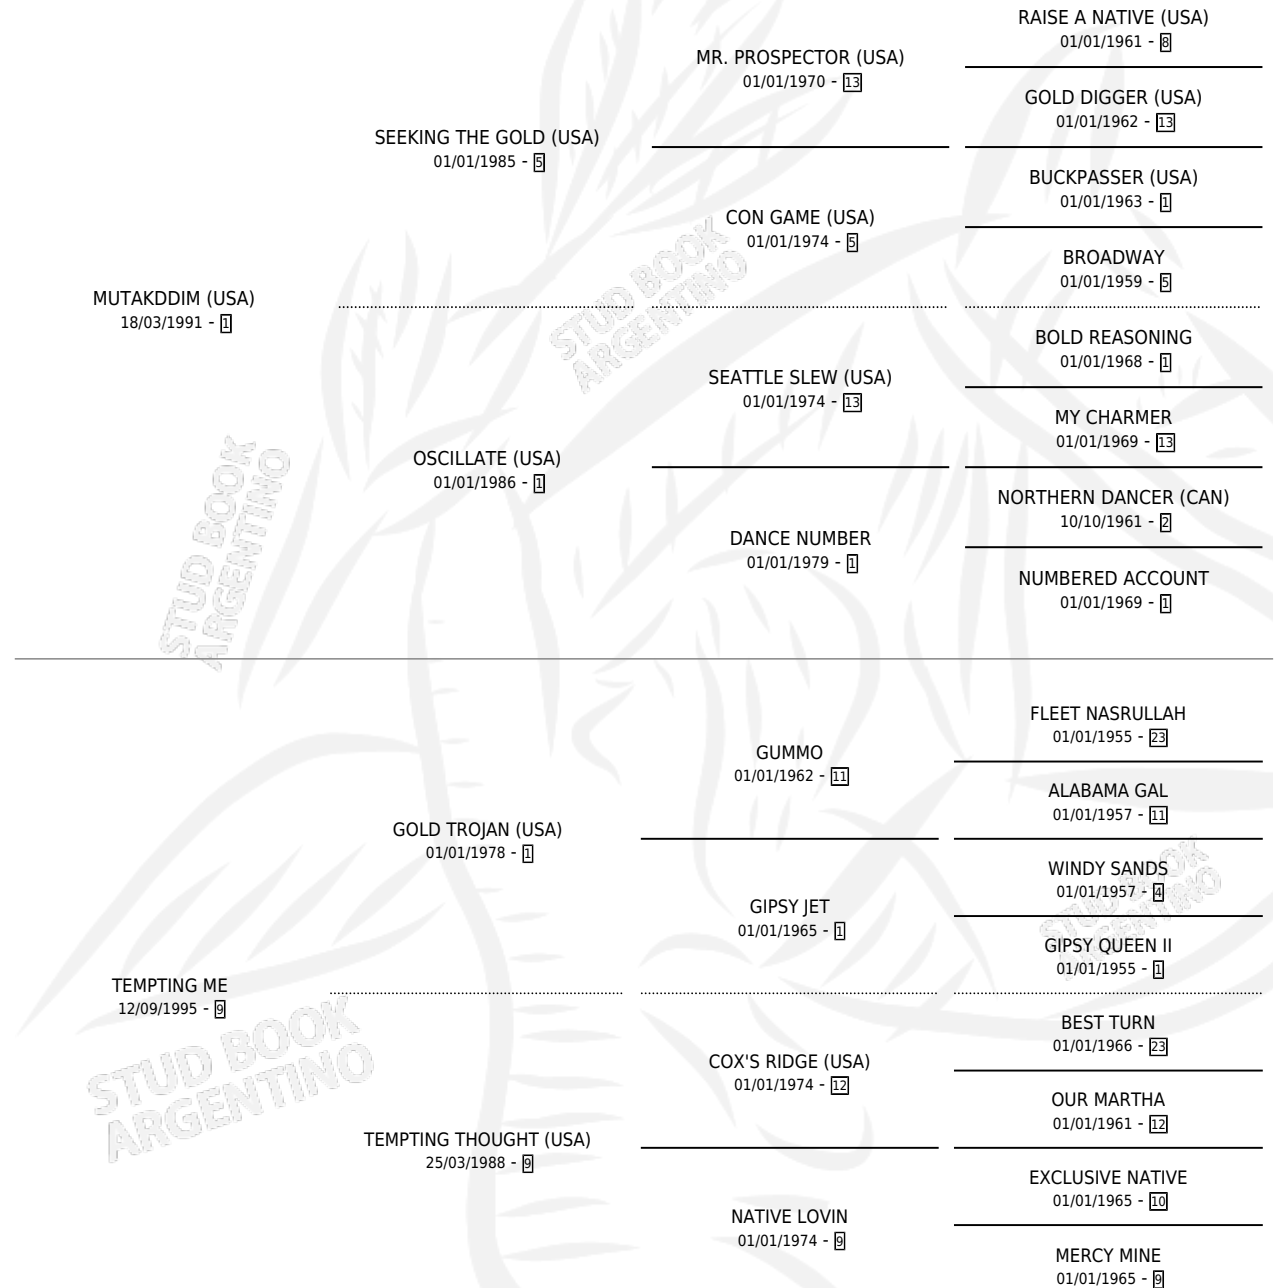 RAISE A NATIVE (USA)
01/01/1961 - 8
MR. PROSPECTOR (USA)
01/01/1970 - 13
GOLD DIGGER (USA)
01/01/1962 - 13
SEEKING THE GOLD (USA)
01/01/1985 - 5
BUCKPASSER (USA)
01/01/1963 - 1
CON GAME (USA)
01/01/1974 - 5
BROADWAY
01/01/1959 - 5
STUD BOOK
ARGENTINO
MUTAKDDIM (USA)
18/03/1991 - 1
BOLD REASONING
01/01/1968 - 1
SEATTLE SLEW (USA)
01/01/1974 - 13
MY CHARMER
01/01/1969 - 13
OSCILLATE (USA)
01/01/1986 - 1
NORTHERN DANCER (CAN)
10/10/1961 - 2
DANCE NUMBER
01/01/1979 - 1
NUMBERED ACCOUNT
01/01/1969 - 1
STUD BOOK
ARGENTINO
FLEET NASRULLAH
01/01/1955 - 23
GUMMO
01/01/1962 - 11
ALABAMA GAL
01/01/1957 - 11
GOLD TROJAN (USA)
01/01/1978 - 1
WINDY SANDS
01/01/1957 - 4
GIPSY JET
01/01/1965 - 1
STUD BOOK
ARGENTINO
GIPSY QUEEN II
01/01/1955 - 1
TEMPTING ME
12/09/1995 - 9
BEST TURN
01/01/1966 - 23
COX'S RIDGE (USA)
01/01/1974 - 12
OUR MARTHA
01/01/1961 - 12
STUD BOOK
ARGENTINO
TEMPTING THOUGHT (USA)
25/03/1988 - 9
EXCLUSIVE NATIVE
01/01/1965 - 10
NATIVE LOVIN
01/01/1974 - 9
MERCY MINE
01/01/1965 - 9